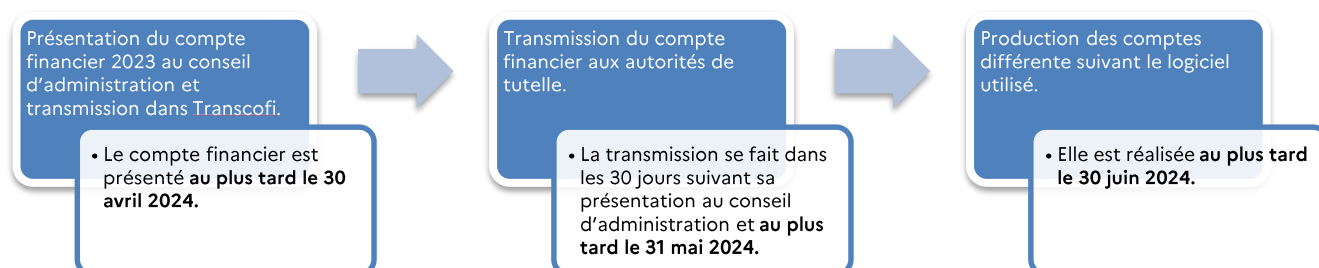 Présentation du compte
financier 2023 au conseil
d'administration et
transmission dans Transcofi.
• Le compte financier est
présenté au plus tard le 30
avril 2024.
Transmission du compte
financier aux autorités de
tutelle.
• La transmission se fait dans
les 30 jours suivant sa
présentation au conseil
d'administration et au plus
tard le 31 mai 2024.
Production des comptes
différente suivant le logiciel
utilisé.
• Elle est réalisée au plus tard
le 30 juin 2024.